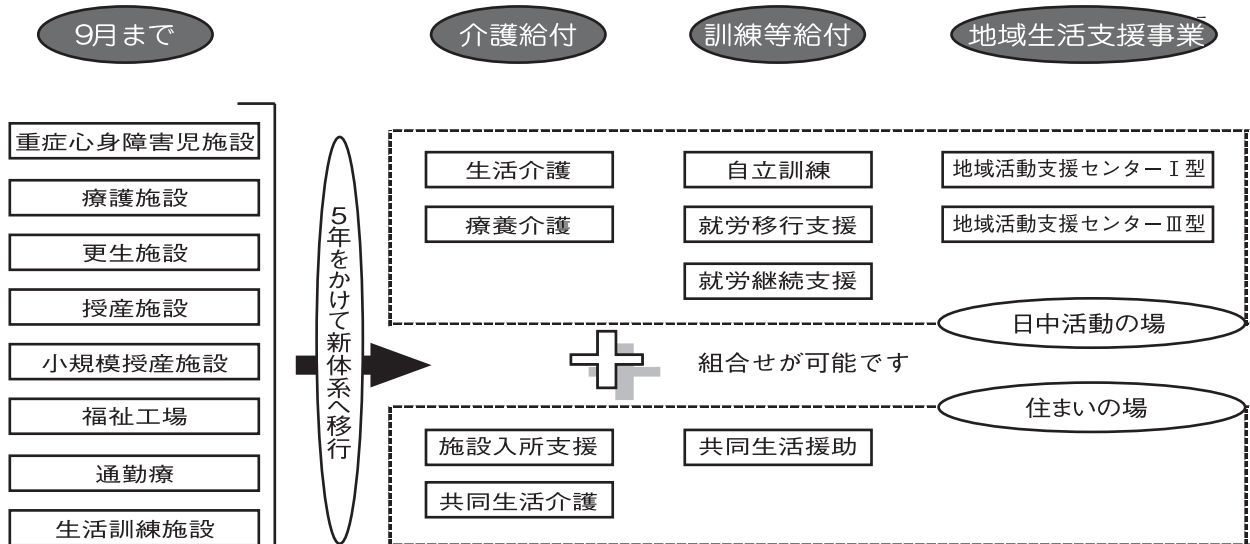 9月まで
介護給付
訓練等給付
地域生活支援事業
重症心身障害児施設
療護施設
更生施設
授産施設
小規模授産施設
福祉工場
通勤療
生活訓練施設
5年をかけて新体系へ移行
生活介護
自立訓練
地域活動支援センターⅠ型
療養介護
就労移行支援
地域活動支援センターⅢ型
就労継続支援
日中活動の場
組合せが可能です
住まいの場
施設入所支援
共同生活援助
共同生活介護